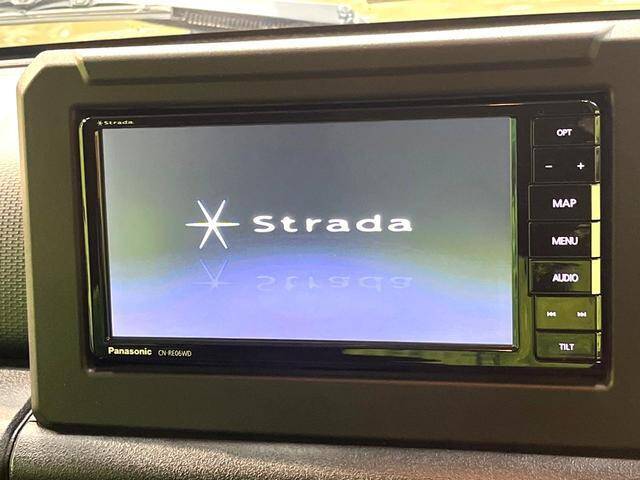 Strada
Strada
OPT
- +
MAP
MENU
AUDIO
TILT
Panasonic CN-RE06WD